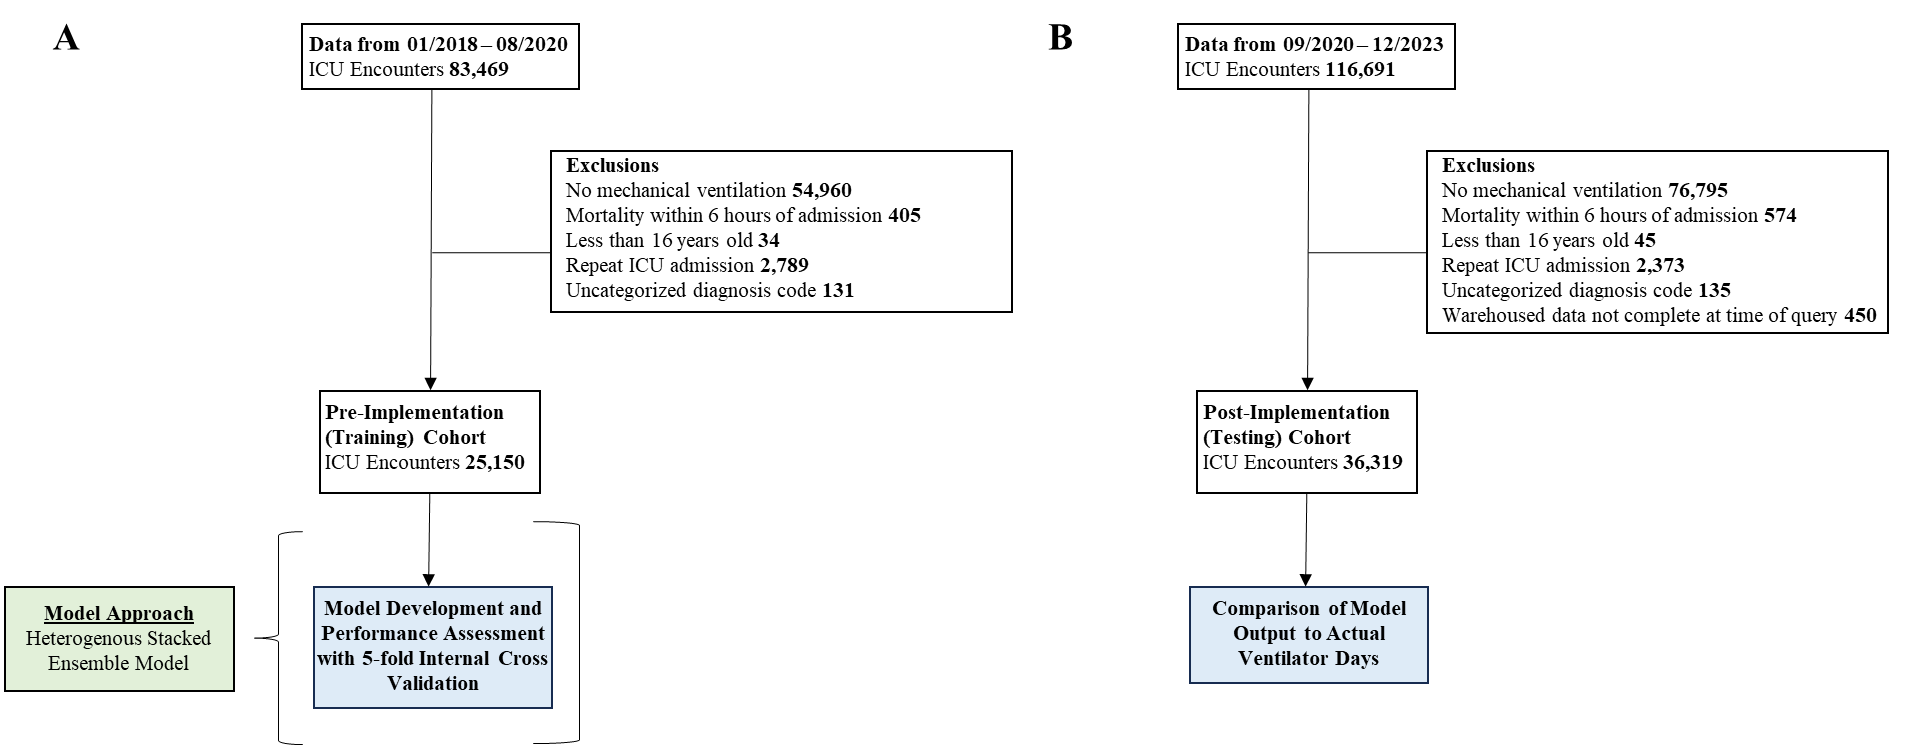 A
Data from 01/2018 – 08/2020
ICU Encounters 83,469
Exclusions
No mechanical ventilation 54,960
Mortality within 6 hours of admission 405
Less than 16 years old 34
Repeat ICU admission 2,789
Uncategorized diagnosis code 131
Pre-Implementation
(Training) Cohort
ICU Encounters 25,150
Model Approach
Heterogenous Stacked
Ensemble Model
Model Development and
Performance Assessment
with 5-fold Internal Cross
Validation
B
Data from 09/2020 – 12/2023
ICU Encounters 116,691
Exclusions
No mechanical ventilation 76,795
Mortality within 6 hours of admission 574
Less than 16 years old 45
Repeat ICU admission 2,373
Uncategorized diagnosis code 135
Warehoused data not complete at time of query 450
Post-Implementation
(Testing) Cohort
ICU Encounters 36,319
Comparison of Model
Output to Actual
Ventilator Days